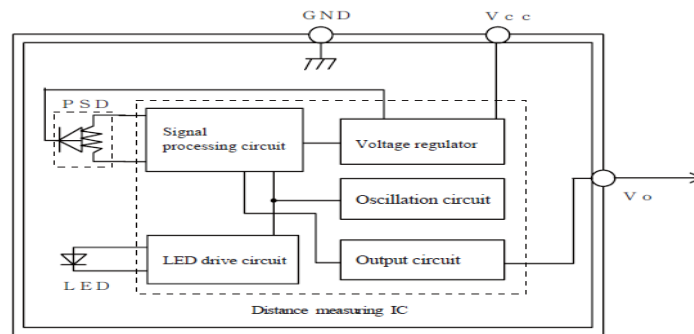 GND
Vcc
PSD
Signal
processing circuit
Voltage regulator
Oscillation circuit
Vo
LED drive circuit
Output circuit
LED
Distance measuring IC